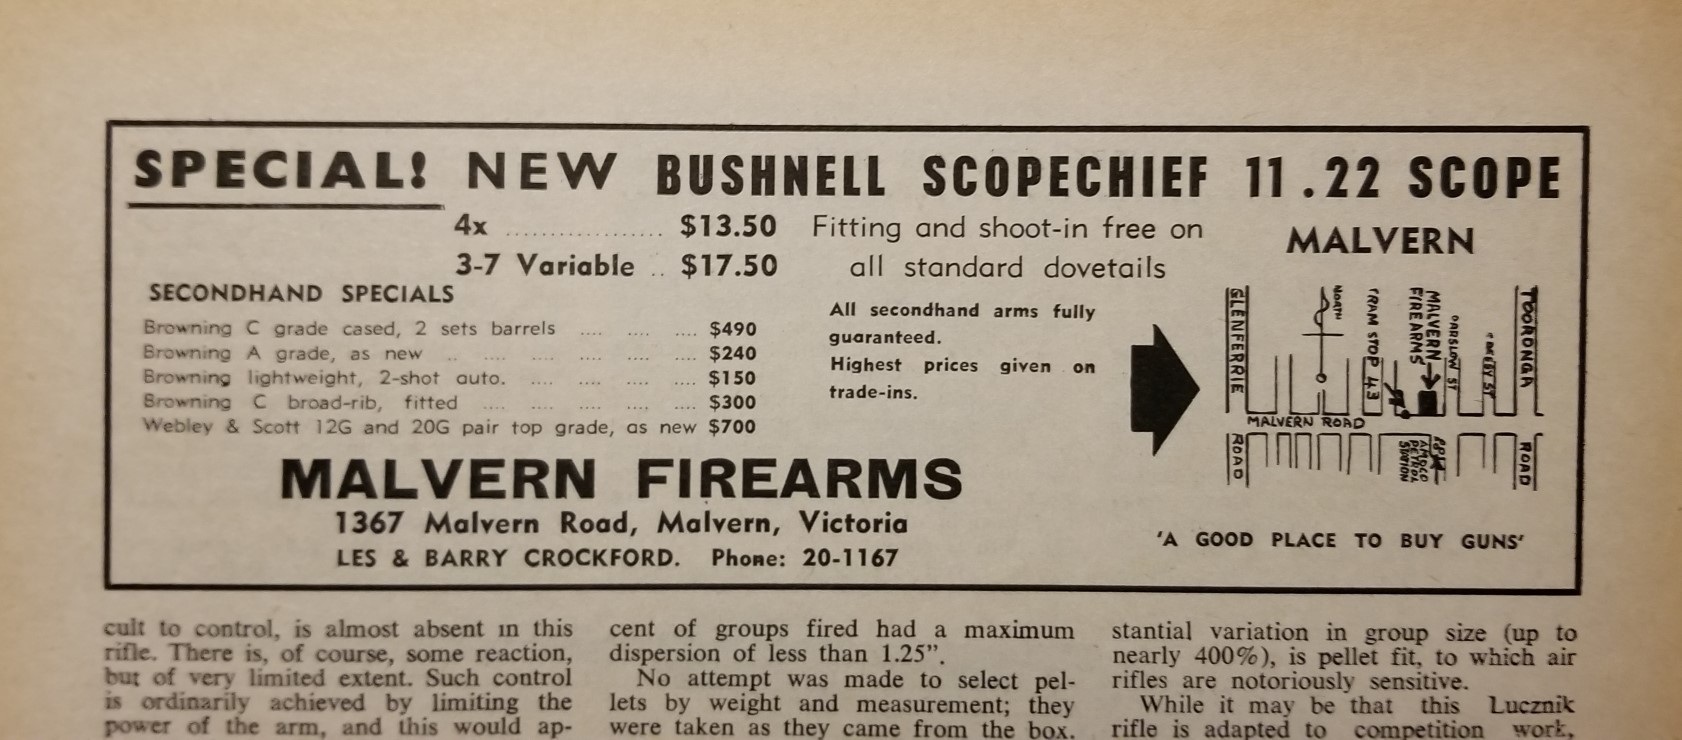 SPECIAL! NEW BUSHNELL SCOPECHIEF 11 .22 SCOPE
4x ................. $13.50
3-7 Variable .. $17.50
Fitting and shoot-in free on
all standard dovetails
SECONDHAND SPECIALS
Browning C grade cased, 2 sets barrels .... .... .... $490
Browning A grade, as new .. .... .... .... .... .... $240
Browning lightweight, 2-shot auto. .... .... .... .... $150
Browning C broad-rib, fitted .... .... .... .... .... $300
Webley & Scott 12G and 20G pair top grade, as new $700
All secondhand arms fully
guaranteed.
Highest prices given on
trade-ins.
MALVERN FIREARMS
1367 Malvern Road, Malvern, Victoria
LES & BARRY CROCKFORD. Phone: 20-1167
MALVERN
GLENFERRIE
NORTH
TRAM STOP 43
MALVERN
FIREARMS
ST
ST
TOORONGA
MALVERN ROAD
ROAD
AMOCO
PETROL
STATION
ROAD
'A GOOD PLACE TO BUY GUNS'
cult to control, is almost absent in this
rifle. There is, of course, some reaction,
but of very limited extent. Such control
is ordinarily achieved by limiting the
power of the arm, and this would ap-
cent of groups fired had a maximum
dispersion of less than 1.25”.
No attempt was made to select pel-
lets by weight and measurement; they
were taken as they came from the box.
stantial variation in group size (up to
nearly 400%), is pellet fit, to which air
rifles are notoriously sensitive.
While it may be that this Lucznik
rifle is adapted to competition work,